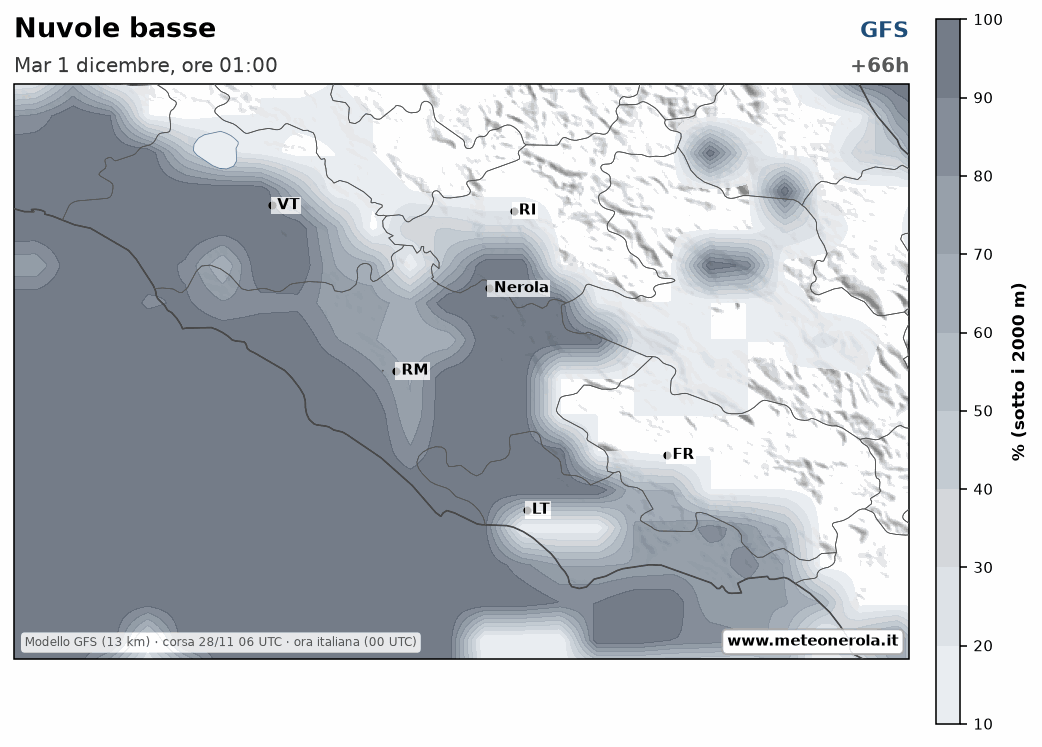 Nuvole basse
GFS
Mar 1 dicembre, ore 01:00
+66h
VT
RI
Nerola
RM
FR
LT
Modello GFS (13 km) · corsa 28/11 06 UTC · ora italiana (00 UTC)
www.meteonerola.it
100
90
80
70
60
50
40
30
20
10
% (sotto i 2000 m)